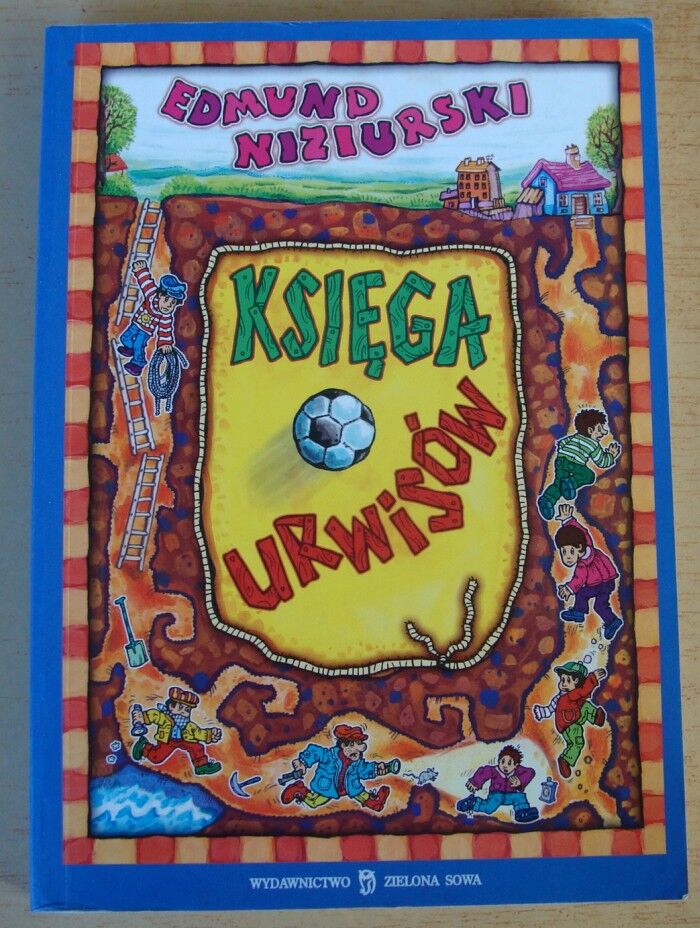 EDMUND
NIZIURSKI
KSIĘGA
URWiSÓW
WYDAWNICTWO ZIELONA SOWA